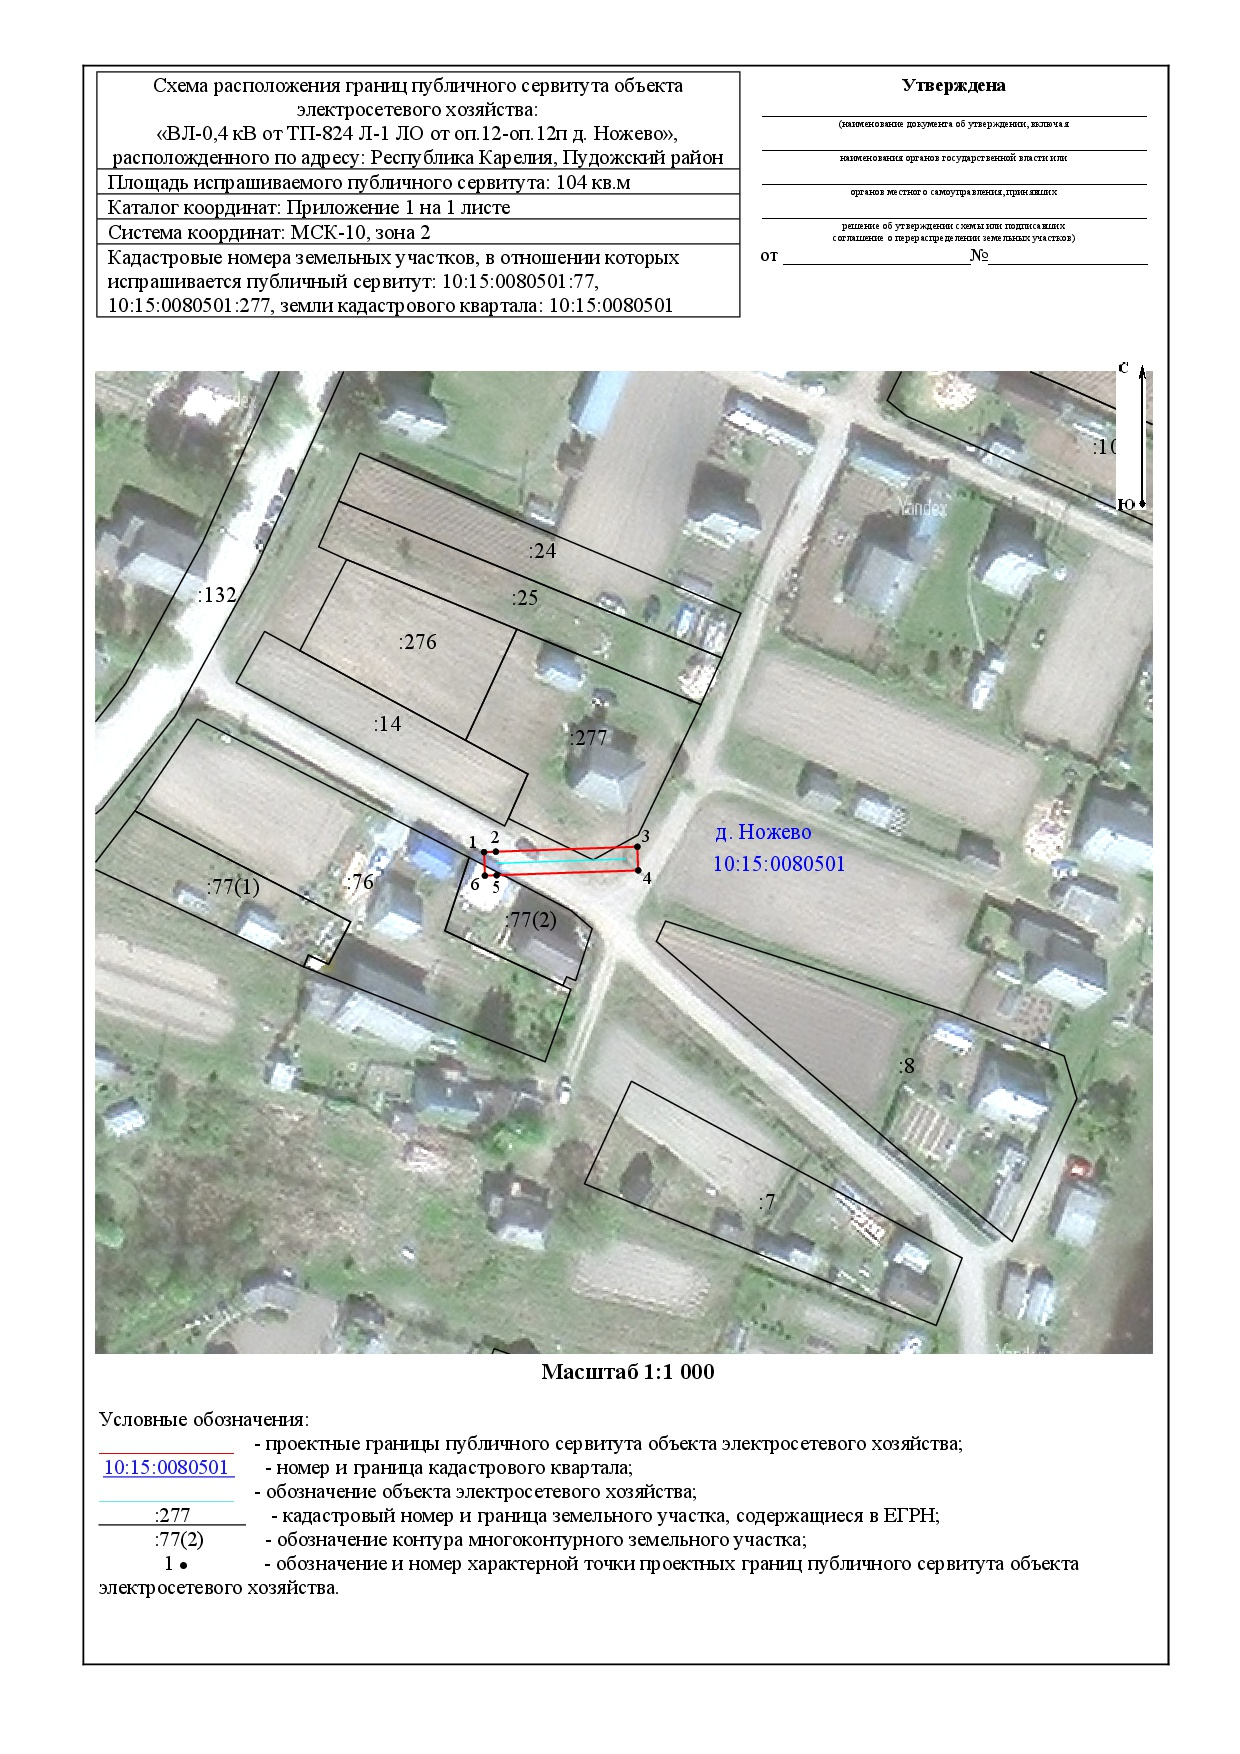 Схема расположения границ публичного сервитута объекта
электросетевого хозяйства:
«ВЛ-0,4 кВ от ТП-824 Л-1 ЛО от оп.12-оп.12п д. Ножево»,
расположенного по адресу: Республика Карелия, Пудожский район
Площадь испрашиваемого публичного сервитута: 104 кв.м
Каталог координат: Приложение 1 на 1 листе
Система координат: МСК-10, зона 2
Кадастровые номера земельных участков, в отношении которых
испрашивается публичный сервитут: 10:15:0080501:77,
10:15:0080501:277, земли кадастрового квартала: 10:15:0080501
Утверждена
(наименование документа об утверждении, включая
наименования органов государственной власти или
органов местного самоуправления, принявших
решение об утверждении схемы или подписавших
соглашение о перераспределении земельных участков)
от №
С
:10
Ю
Yandex
:24
:25
:132
:276
:14
:277
д. Ножево
10:15:0080501
1
2
3
4
5
6
:77(1)
:76
:77(2)
:8
:7
Yandex
Масштаб 1:1 000
Условные обозначения:
- проектные границы публичного сервитута объекта электросетевого хозяйства;
10:15:0080501 - номер и граница кадастрового квартала;
- обозначение объекта электросетевого хозяйства;
:277 - кадастровый номер и граница земельного участка, содержащиеся в ЕГРН;
:77(2) - обозначение контура многоконтурного земельного участка;
1 ● - обозначение и номер характерной точки проектных границ публичного сервитута объекта
электросетевого хозяйства.